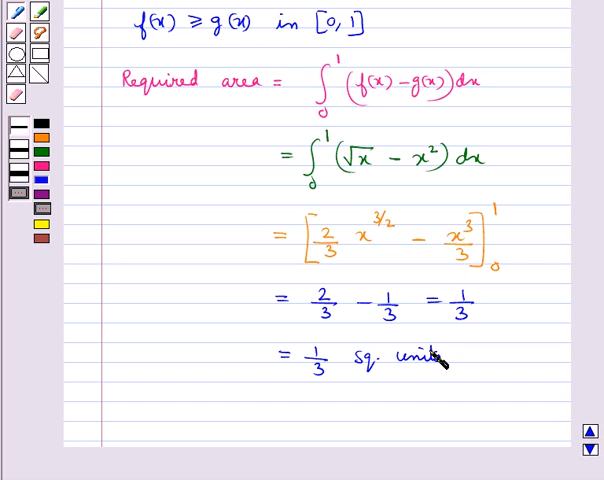 f(x) ⩾ g(x) in [0, 1]
Required area = ∫₀¹ (f(x) - g(x)) dx
= ∫₀¹ (√x - x²) dx
= [2/3 x^{3/2} - x³/3]₀¹
= 2/3 - 1/3 = 1/3
= 1/3 sq. units